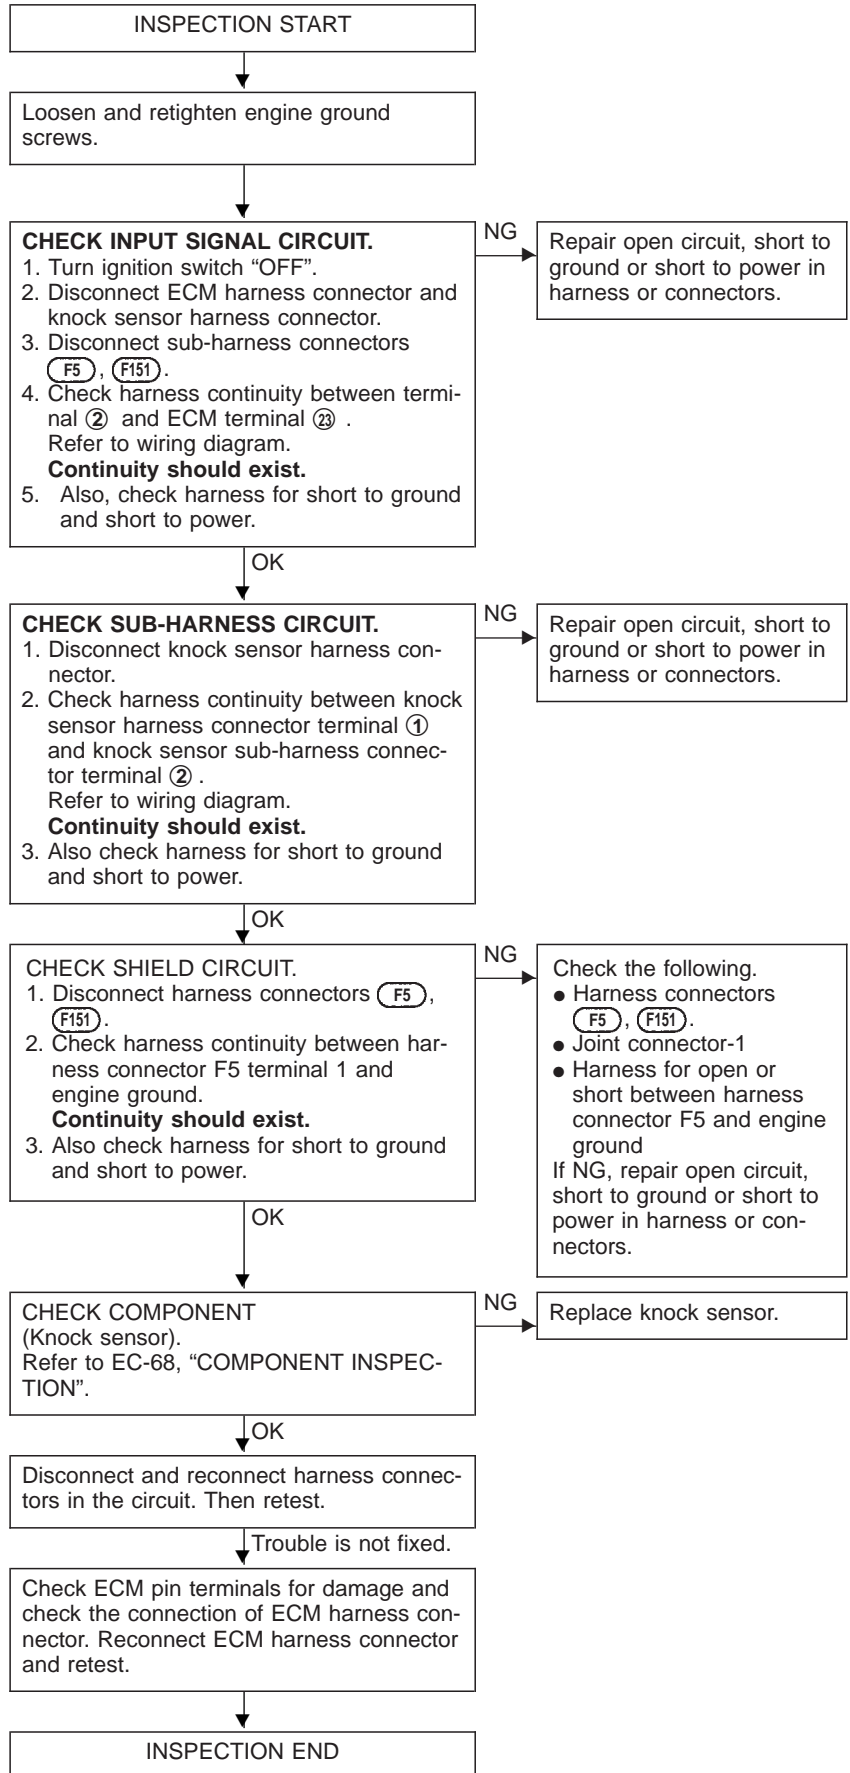 INSPECTION START
Loosen and retighten engine ground
screws.
CHECK INPUT SIGNAL CIRCUIT.
1. Turn ignition switch “OFF”.
2. Disconnect ECM harness connector and
knock sensor harness connector.
3. Disconnect sub-harness connectors
F5, F151.
4. Check harness continuity between termi-
nal ② and ECM terminal ㉓ .
Refer to wiring diagram.
Continuity should exist.
5. Also, check harness for short to ground
and short to power.
NG
Repair open circuit, short to
ground or short to power in
harness or connectors.
OK
CHECK SUB-HARNESS CIRCUIT.
1. Disconnect knock sensor harness con-
nector.
2. Check harness continuity between knock
sensor harness connector terminal ①
and knock sensor sub-harness connec-
tor terminal ② .
Refer to wiring diagram.
Continuity should exist.
3. Also check harness for short to ground
and short to power.
NG
Repair open circuit, short to
ground or short to power in
harness or connectors.
OK
CHECK SHIELD CIRCUIT.
1. Disconnect harness connectors F5,
F151.
2. Check harness continuity between har-
ness connector F5 terminal 1 and
engine ground.
Continuity should exist.
3. Also check harness for short to ground
and short to power.
NG
Check the following.
● Harness connectors
F5, F151.
● Joint connector-1
● Harness for open or
short between harness
connector F5 and engine
ground
If NG, repair open circuit,
short to ground or short to
power in harness or con-
nectors.
OK
CHECK COMPONENT
(Knock sensor).
Refer to EC-68, “COMPONENT INSPEC-
TION”.
NG
Replace knock sensor.
OK
Disconnect and reconnect harness connec-
tors in the circuit. Then retest.
Trouble is not fixed.
Check ECM pin terminals for damage and
check the connection of ECM harness con-
nector. Reconnect ECM harness connector
and retest.
INSPECTION END